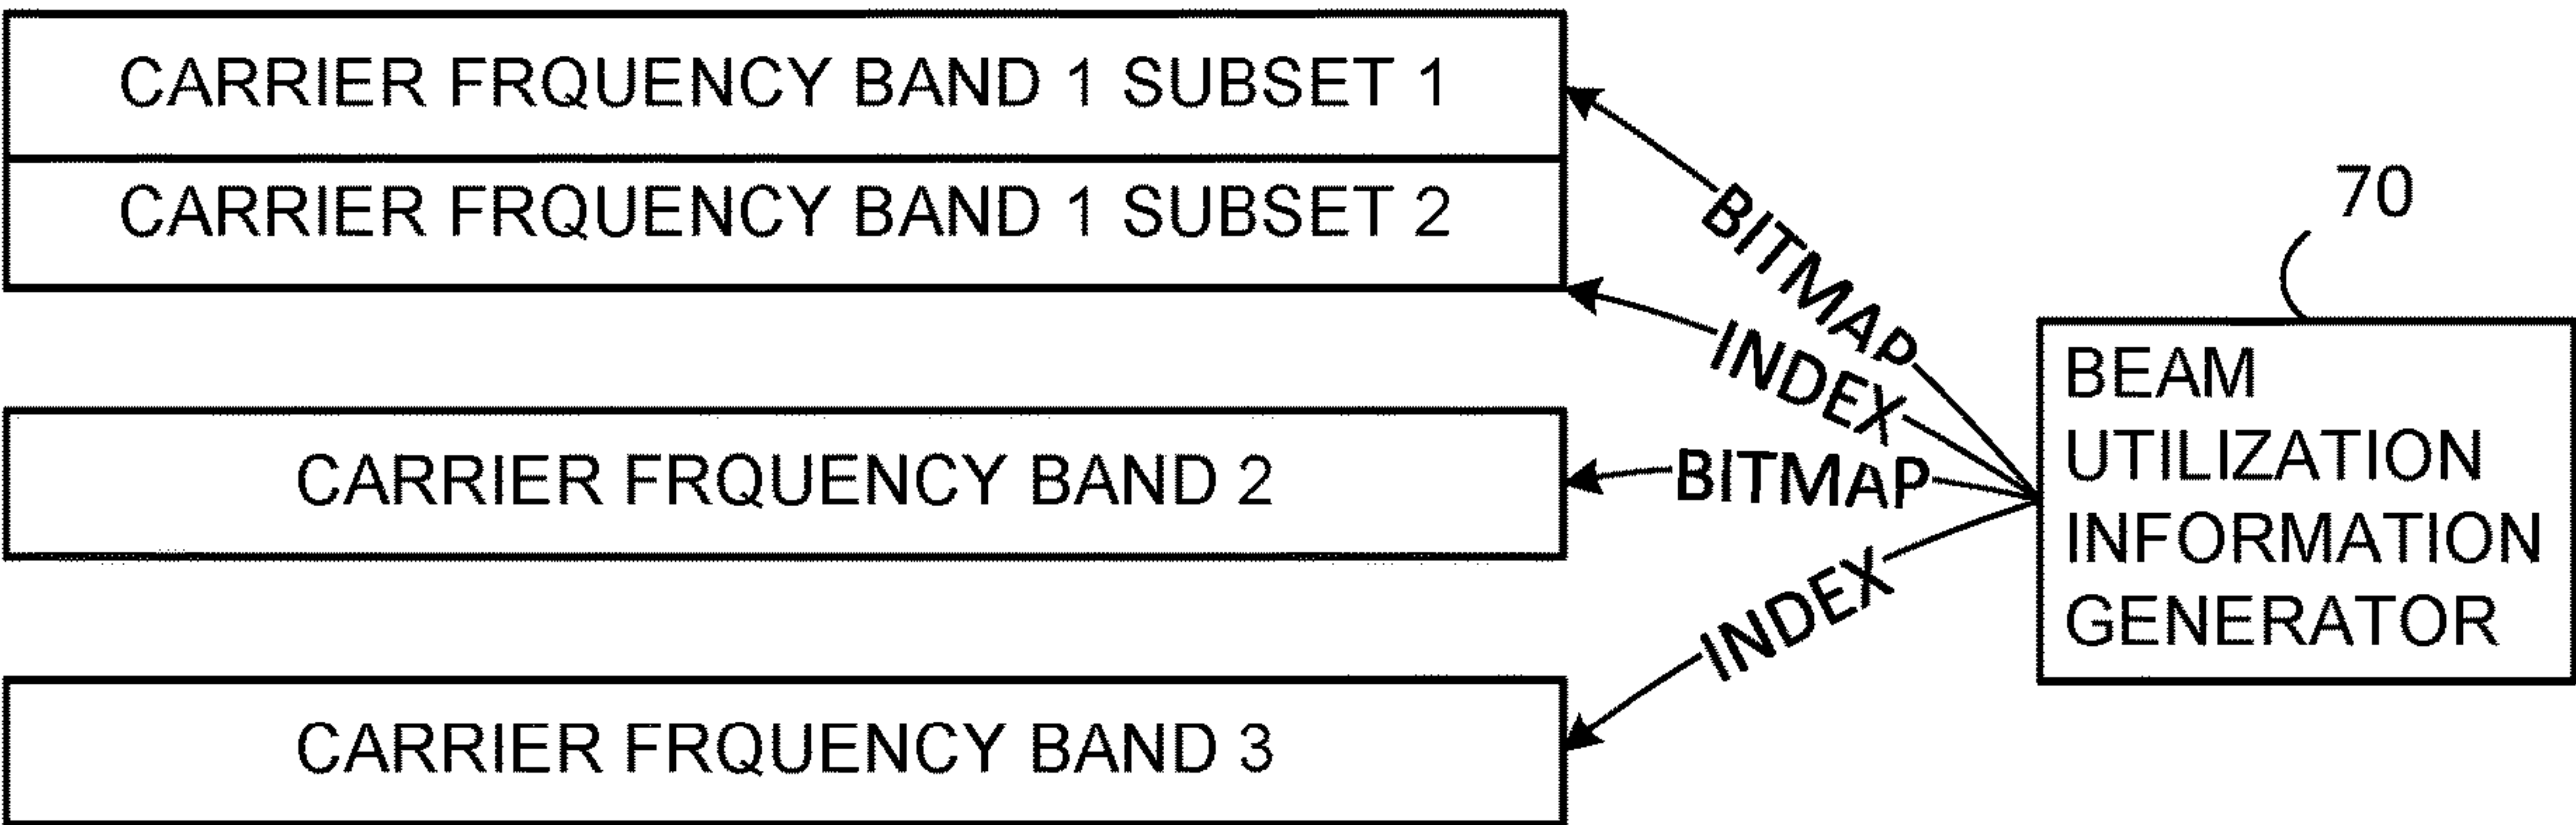 CARRIER FRQUENCY BAND 1 SUBSET 1
CARRIER FRQUENCY BAND 1 SUBSET 2
CARRIER FRQUENCY BAND 2
CARRIER FRQUENCY BAND 3
BITMAP
INDEX
BITMAP
INDEX
70
BEAM
UTILIZATION
INFORMATION
GENERATOR